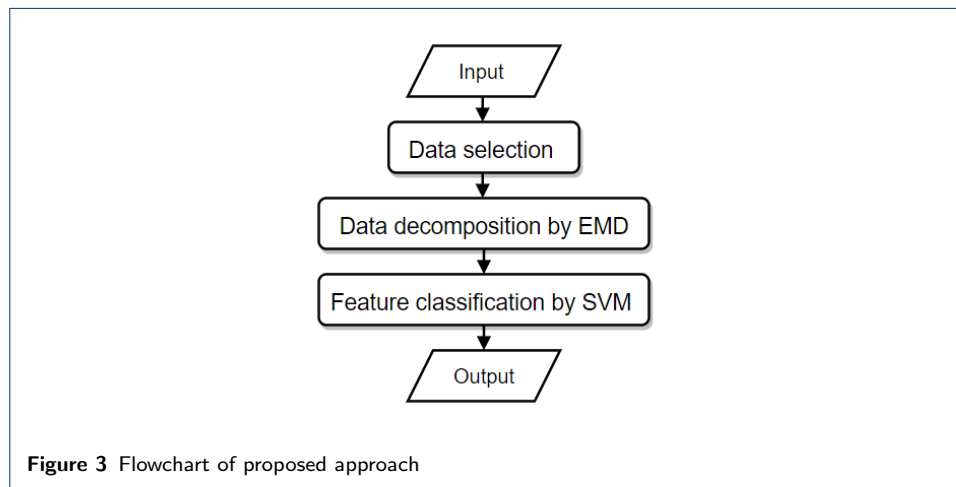 Input
Data selection
Data decomposition by EMD
Feature classification by SVM
Output
Figure 3 Flowchart of proposed approach